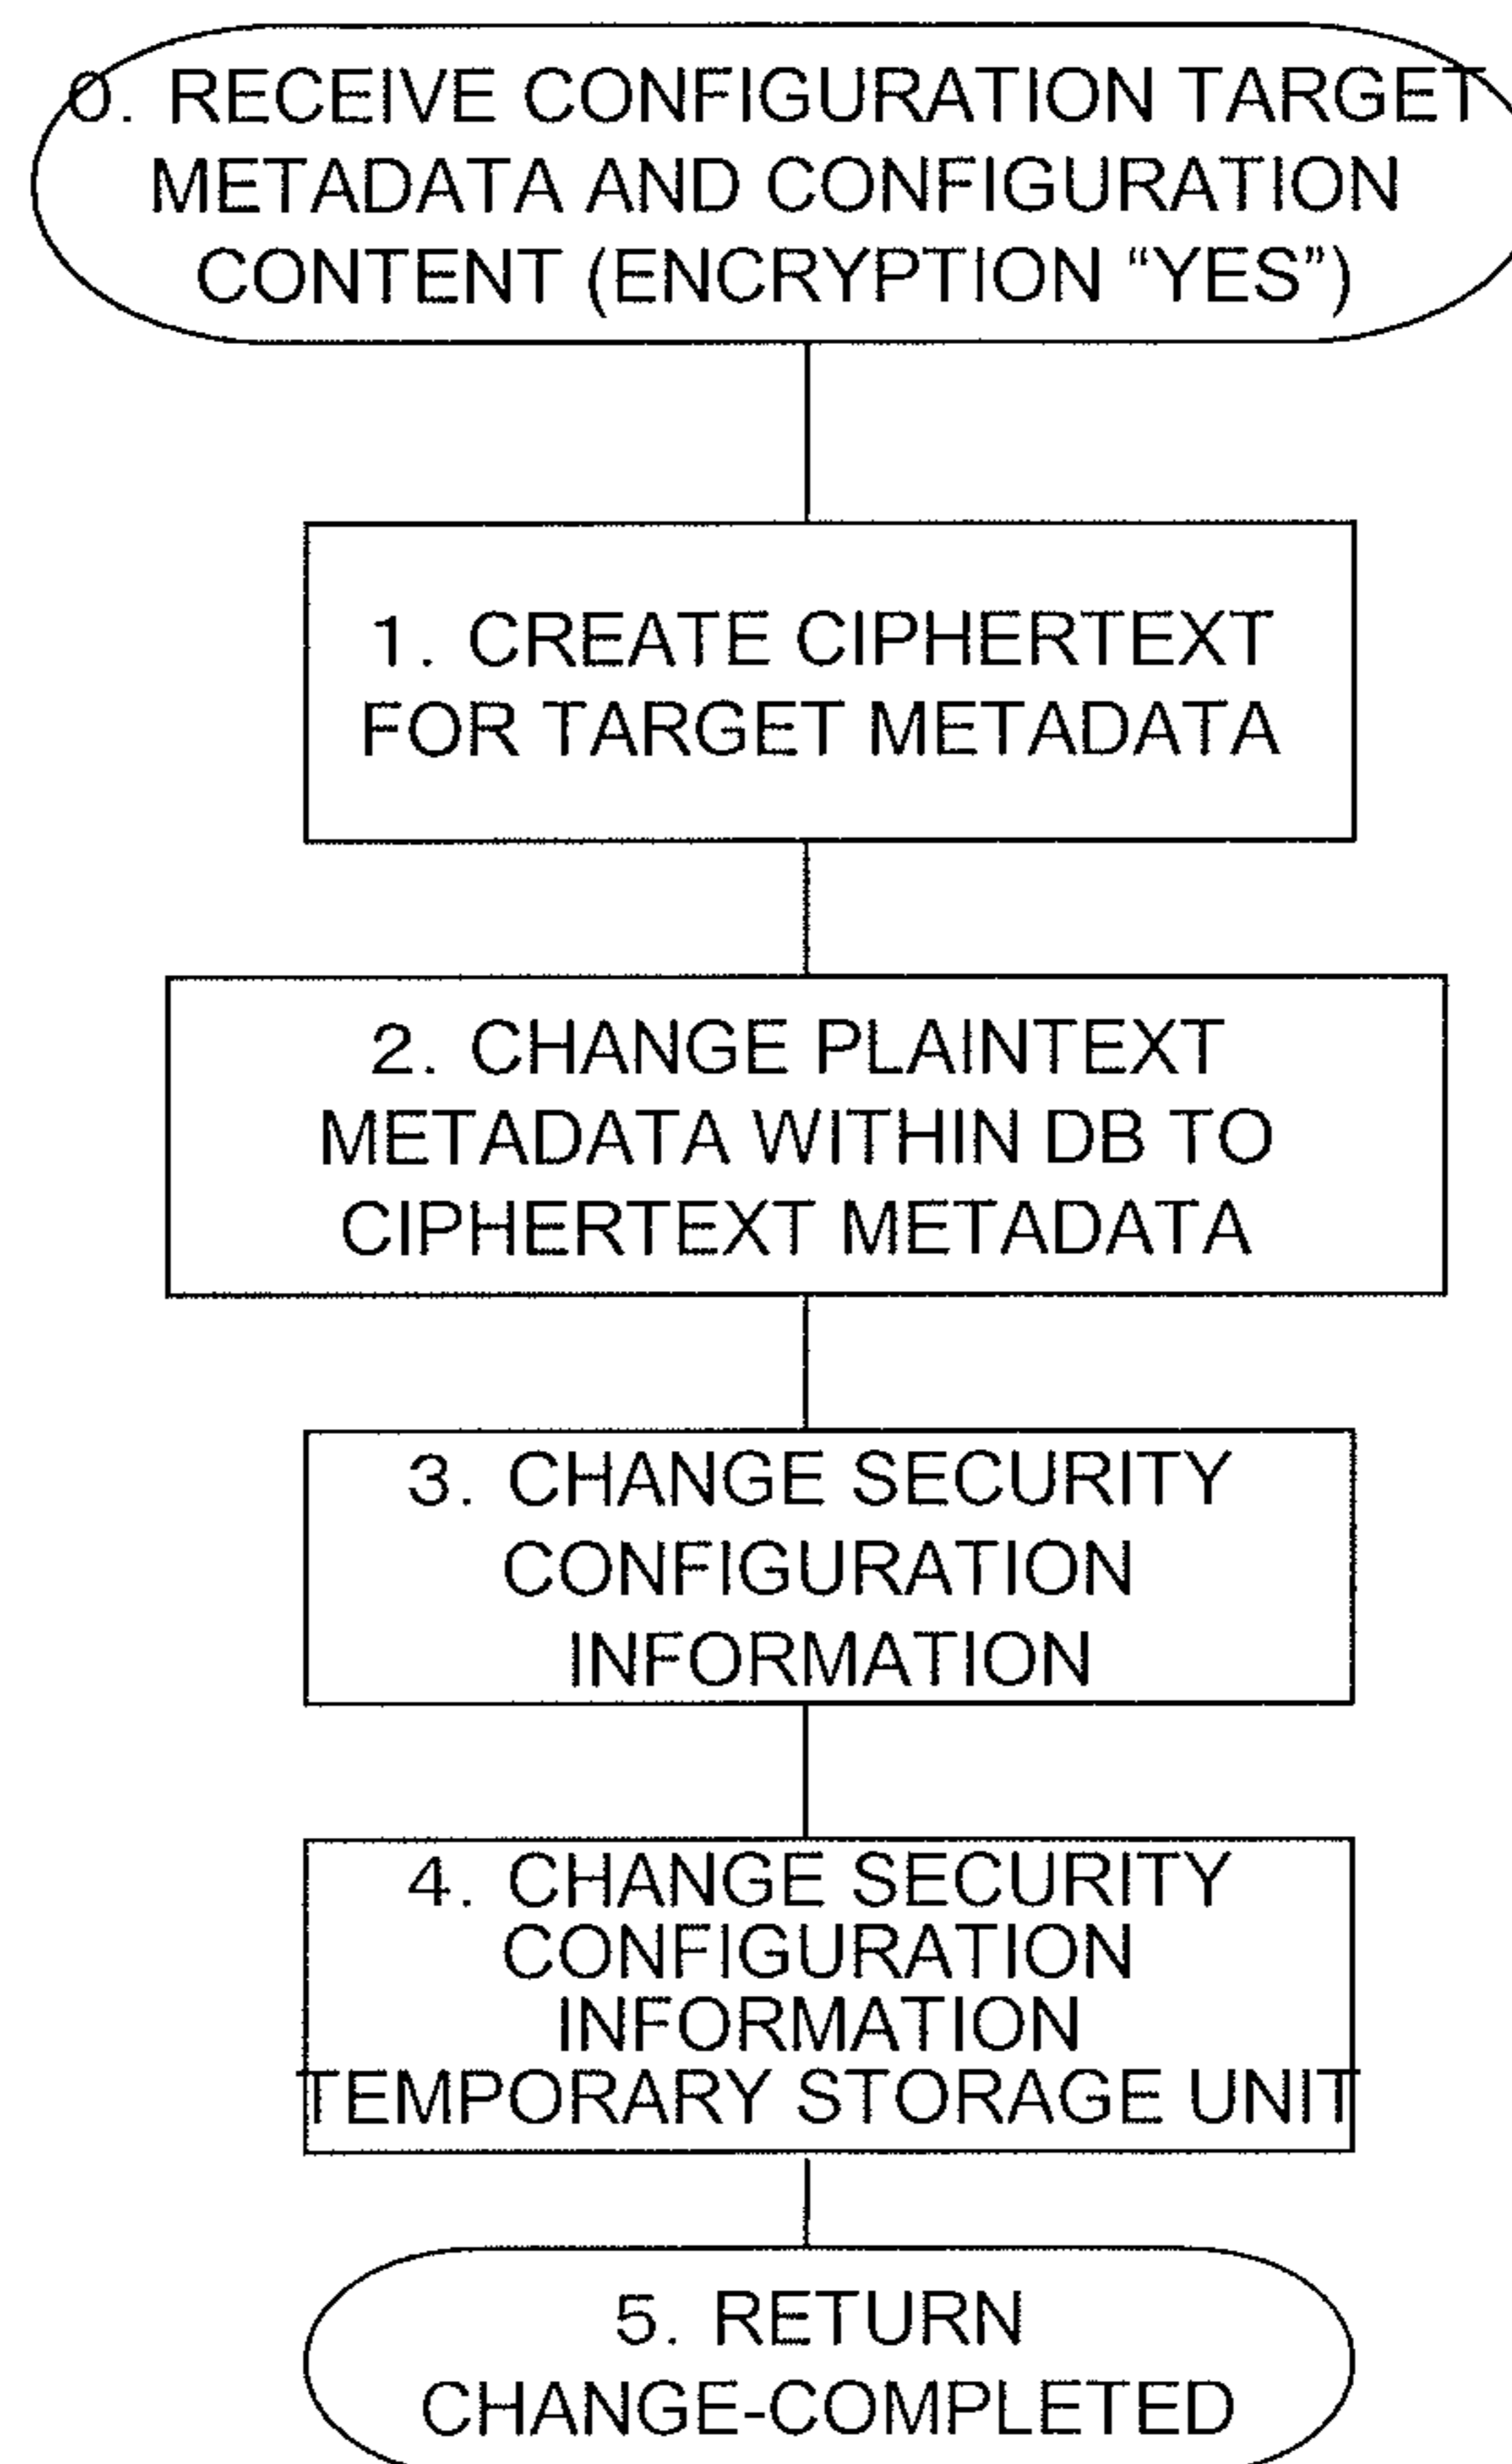 0. RECEIVE CONFIGURATION TARGET
METADATA AND CONFIGURATION
CONTENT (ENCRYPTION “YES”)
1. CREATE CIPHERTEXT
FOR TARGET METADATA
2. CHANGE PLAINTEXT
METADATA WITHIN DB TO
CIPHERTEXT METADATA
3. CHANGE SECURITY
CONFIGURATION
INFORMATION
4. CHANGE SECURITY
CONFIGURATION
INFORMATION
TEMPORARY STORAGE UNIT
5. RETURN
CHANGE-COMPLETED